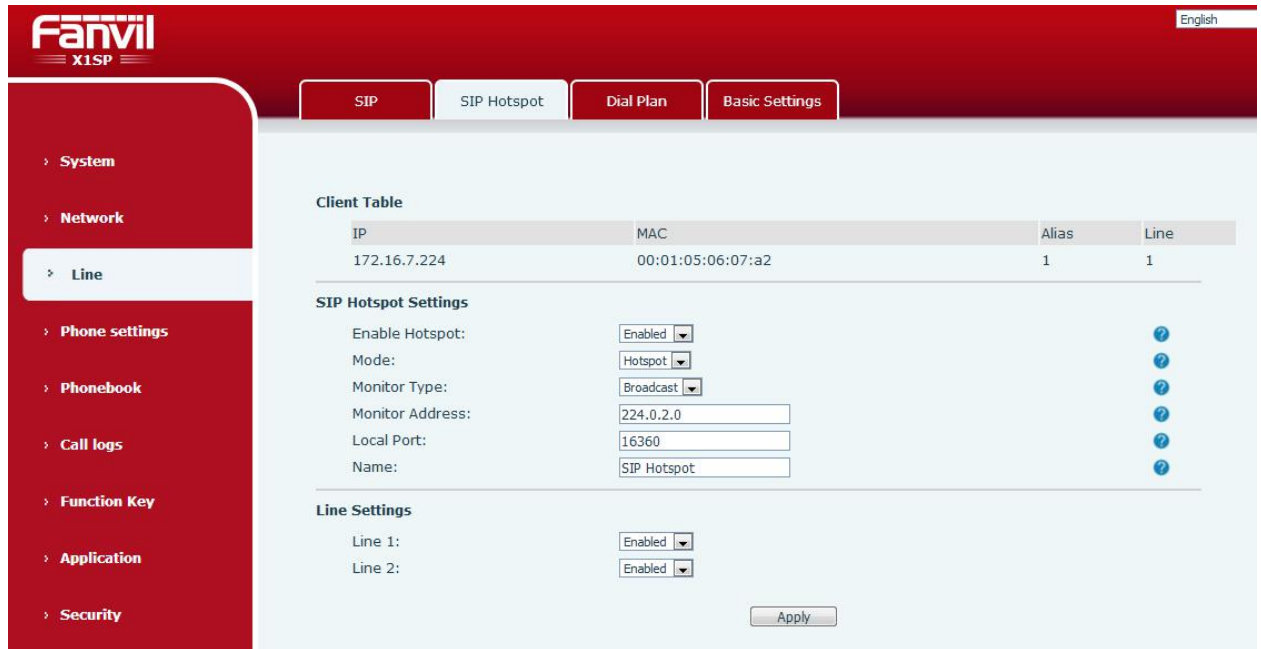 Fanvil
X1SP
English
SIP
SIP Hotspot
Dial Plan
Basic Settings
› System
› Network
› Line
› Phone settings
› Phonebook
› Call logs
› Function Key
› Application
› Security
Client Table
IP MAC Alias Line
172.16.7.224 00:01:05:06:07:a2 1 1
SIP Hotspot Settings
Enable Hotspot: Enabled ?
Mode: Hotspot ?
Monitor Type: Broadcast ?
Monitor Address: 224.0.2.0 ?
Local Port: 16360 ?
Name: SIP Hotspot ?
Line Settings
Line 1: Enabled
Line 2: Enabled
Apply